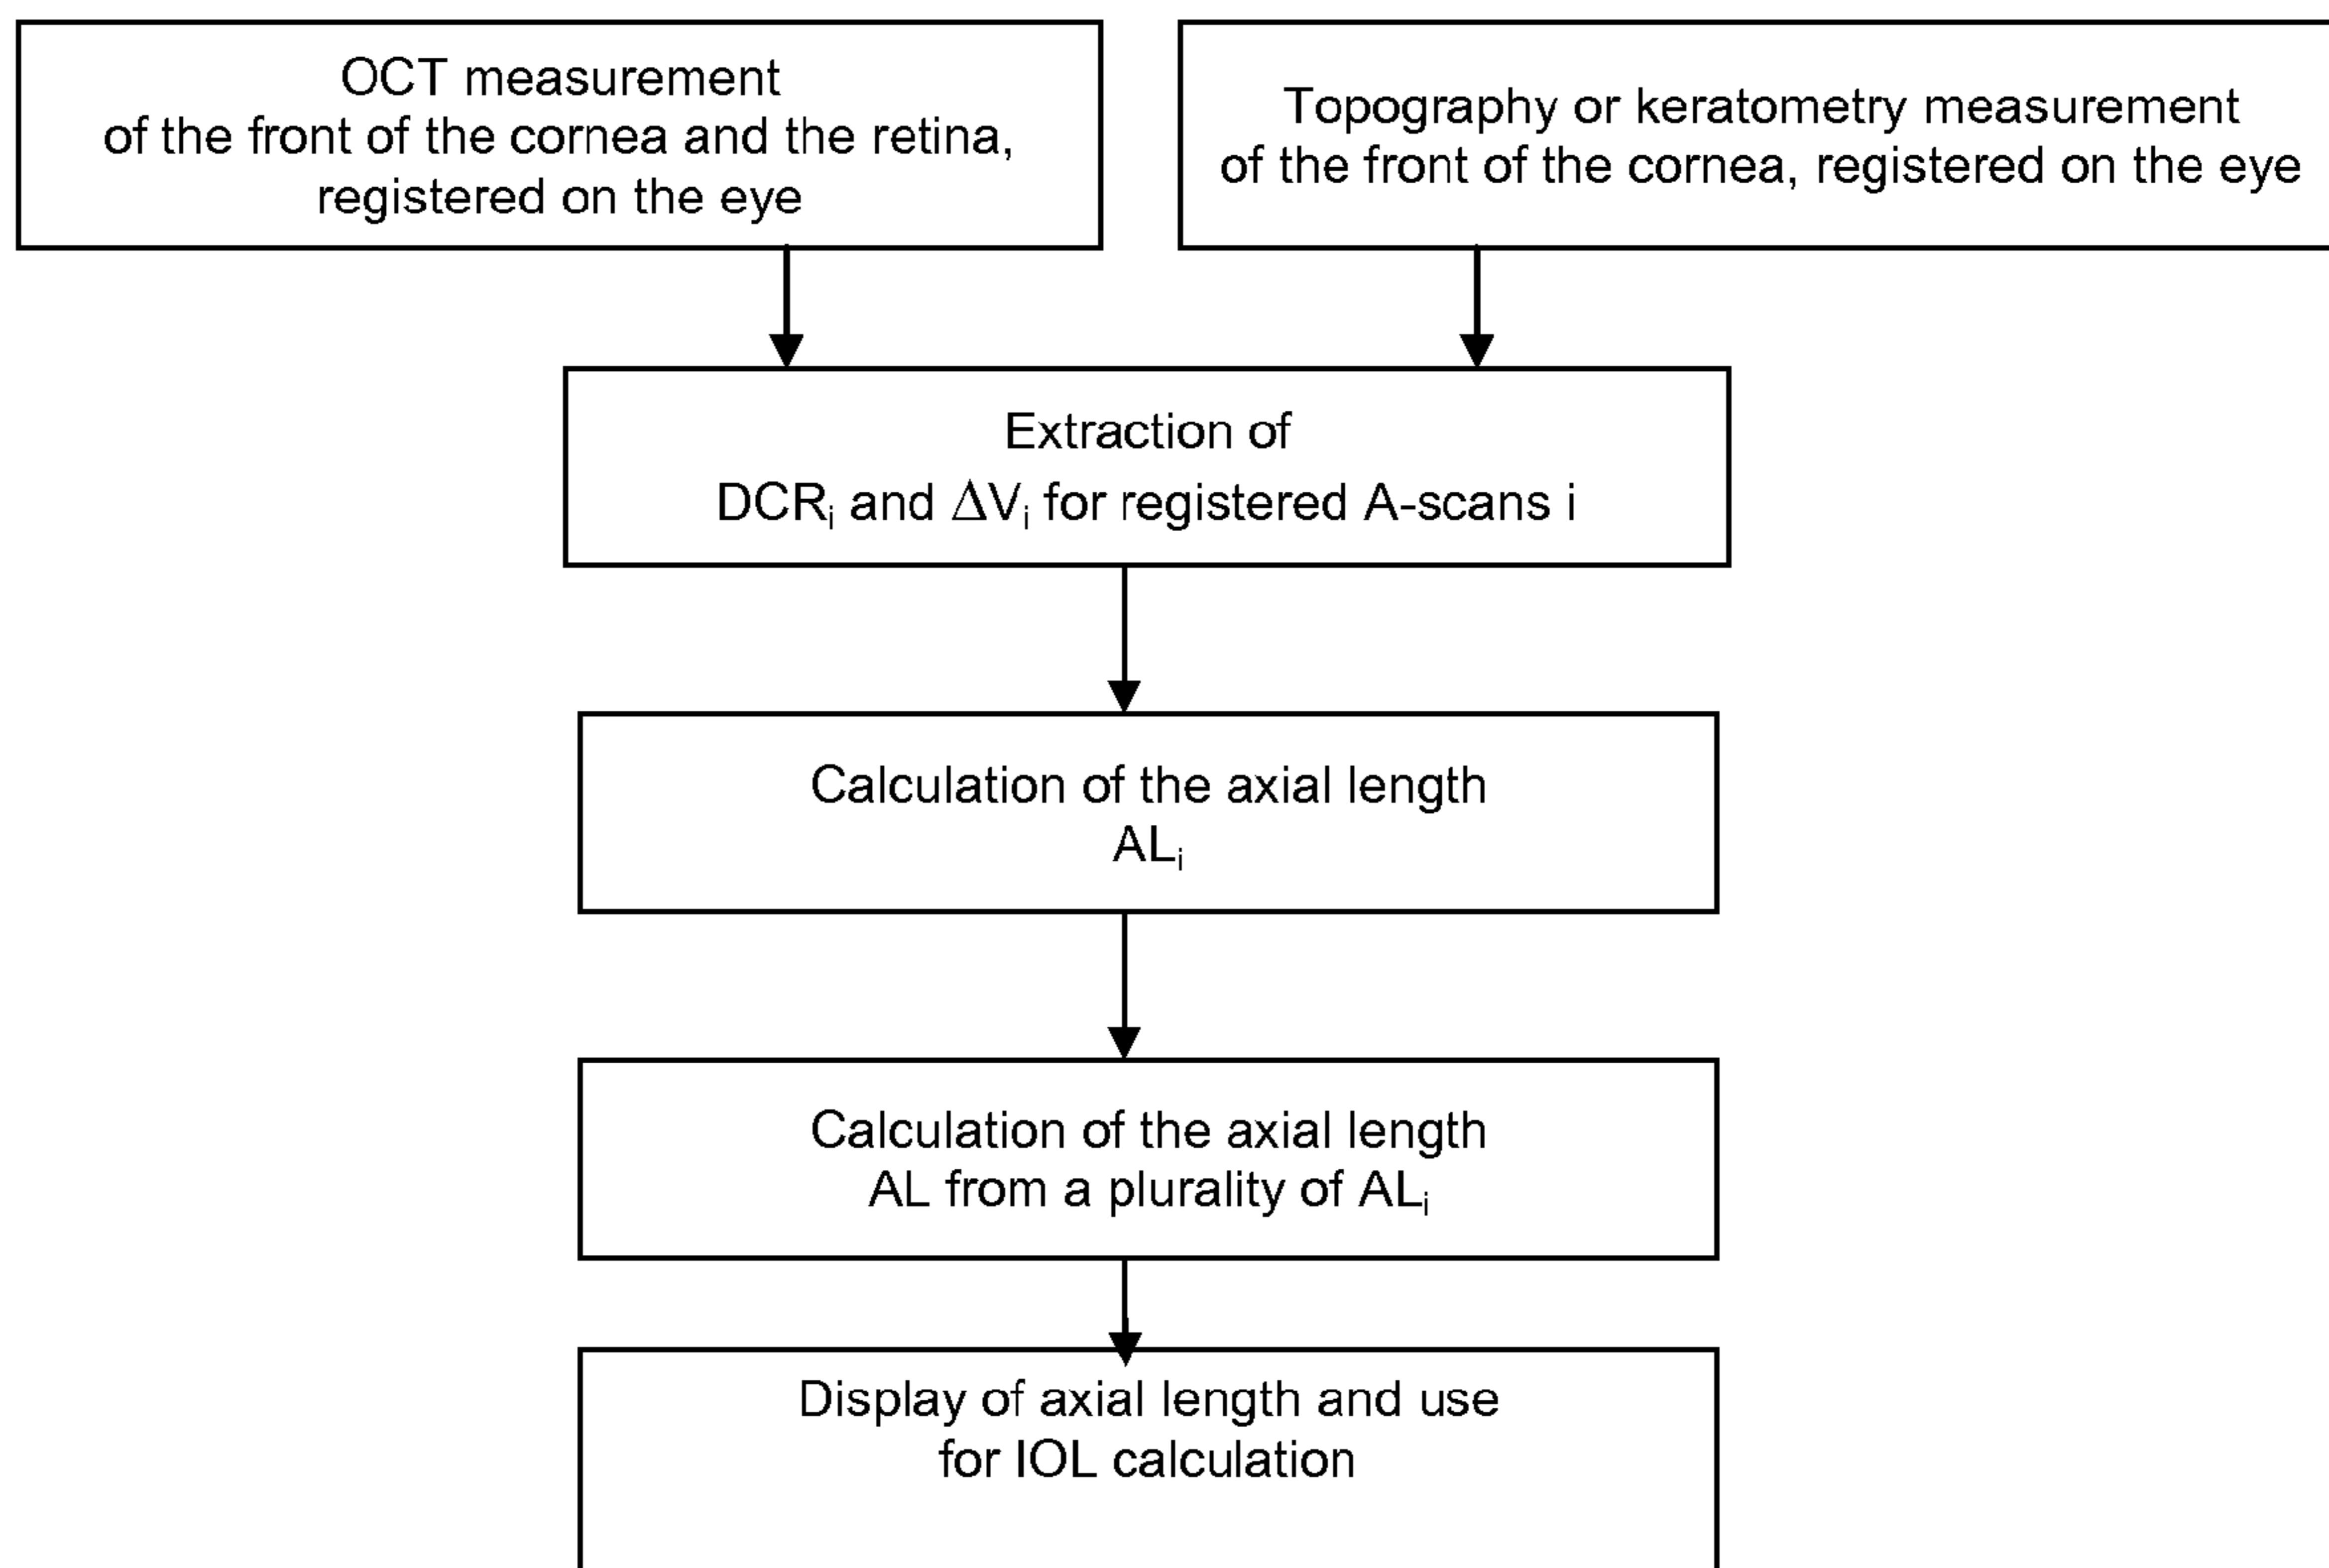 OCT measurement
of the front of the cornea and the retina,
registered on the eye
Topography or keratometry measurement
of the front of the cornea, registered on the eye
Extraction of
DCRᵢ and ΔVᵢ for registered A-scans i
Calculation of the axial length
ALᵢ
Calculation of the axial length
AL from a plurality of ALᵢ
Display of axial length and use
for IOL calculation